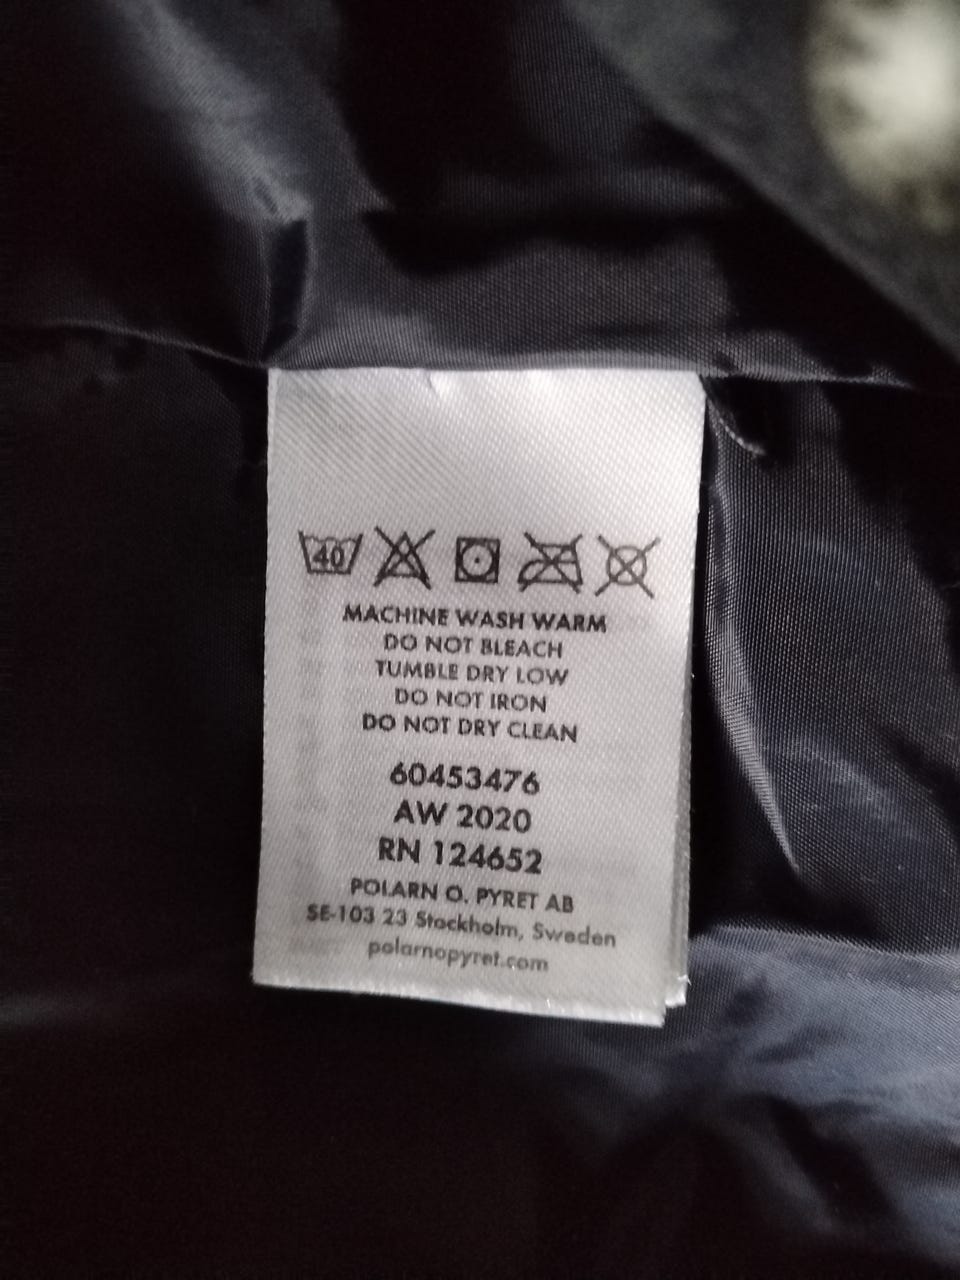 40
MACHINE WASH WARM
DO NOT BLEACH
TUMBLE DRY LOW
DO NOT IRON
DO NOT DRY CLEAN
60453476
AW 2020
RN 124652
POLARN O. PYRET AB
SE-103 23 Stockholm, Sweden
polarnopyret.com